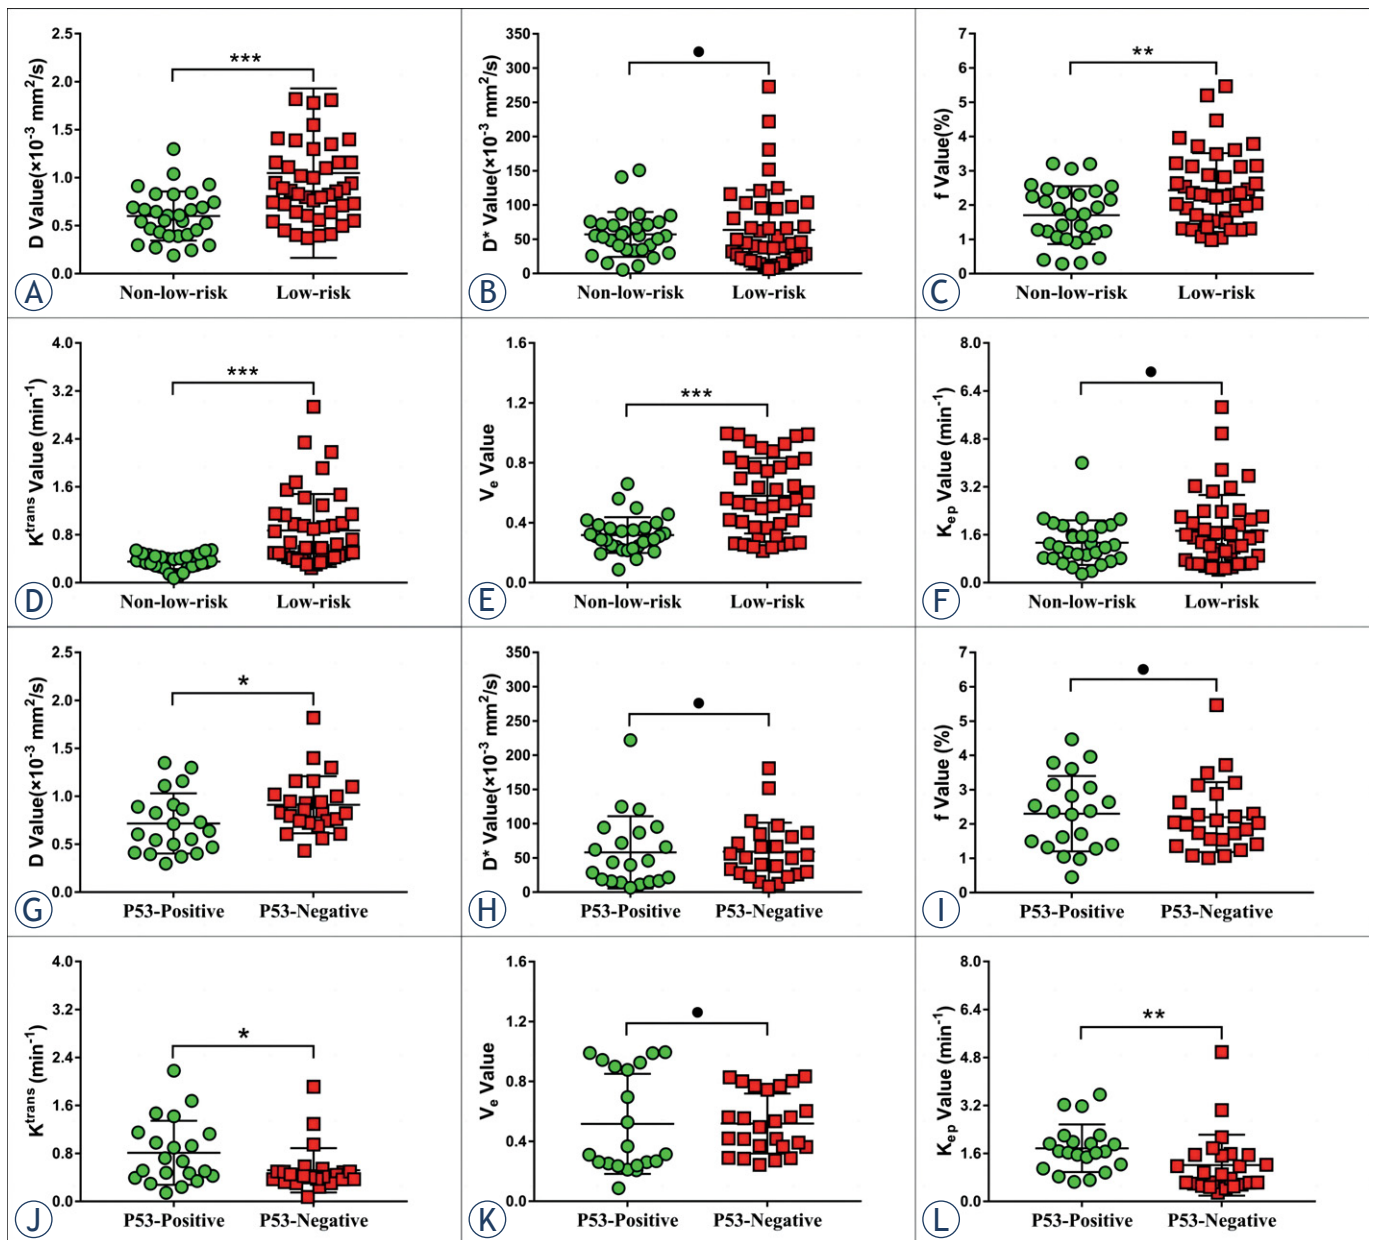 D Value(×10⁻³ mm²/s)
2.5
2.0
1.5
1.0
0.5
0.0
***
Non-low-risk Low-risk
A
D* Value(×10⁻³ mm²/s)
350
300
250
200
150
100
50
0
●
Non-low-risk Low-risk
B
f Value(%)
7
6
5
4
3
2
1
0
**
Non-low-risk Low-risk
C
Kᵗʳᵃⁿˢ Value (min⁻¹)
4.0
3.2
2.4
1.6
0.8
0.0
***
Non-low-risk Low-risk
D
Vₑ Value
1.6
1.2
0.8
0.4
0.0
***
Non-low-risk Low-risk
E
Kₑₚ Value (min⁻¹)
8.0
6.4
4.8
3.2
1.6
0.0
●
Non-low-risk Low-risk
F
D Value(×10⁻³ mm²/s)
2.5
2.0
1.5
1.0
0.5
0.0
*
P53-Positive P53-Negative
G
D* Value(×10⁻³ mm²/s)
350
300
250
200
150
100
50
0
●
P53-Positive P53-Negative
H
f Value (%)
7
6
5
4
3
2
1
0
●
P53-Positive P53-Negative
I
Kᵗʳᵃⁿˢ (min⁻¹)
4.0
3.2
2.4
1.6
0.8
0.0
*
P53-Positive P53-Negative
J
Vₑ Value
1.6
1.2
0.8
0.4
0.0
●
P53-Positive P53-Negative
K
Kₑₚ Value (min⁻¹)
8.0
6.4
4.8
3.2
1.6
0.0
**
P53-Positive P53-Negative
L